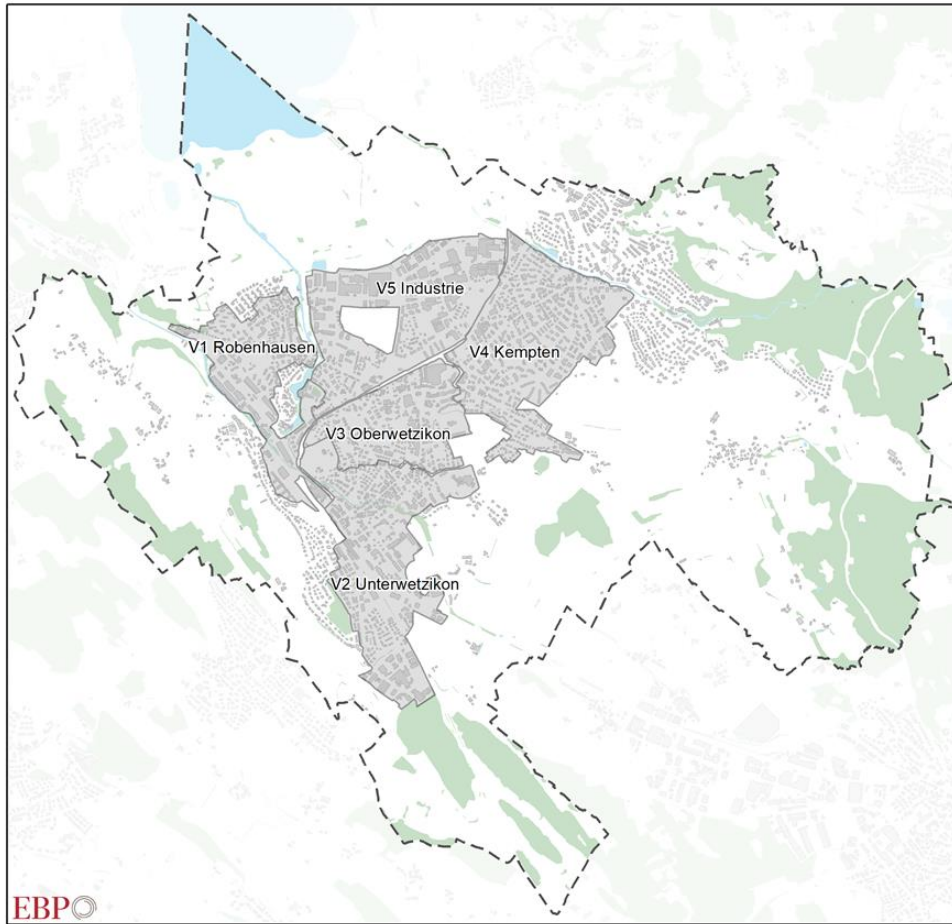 V5 Industrie
V1 Robenhausen
V4 Kempten
V3 Oberwetzikon
V2 Unterwetzikon
EBP